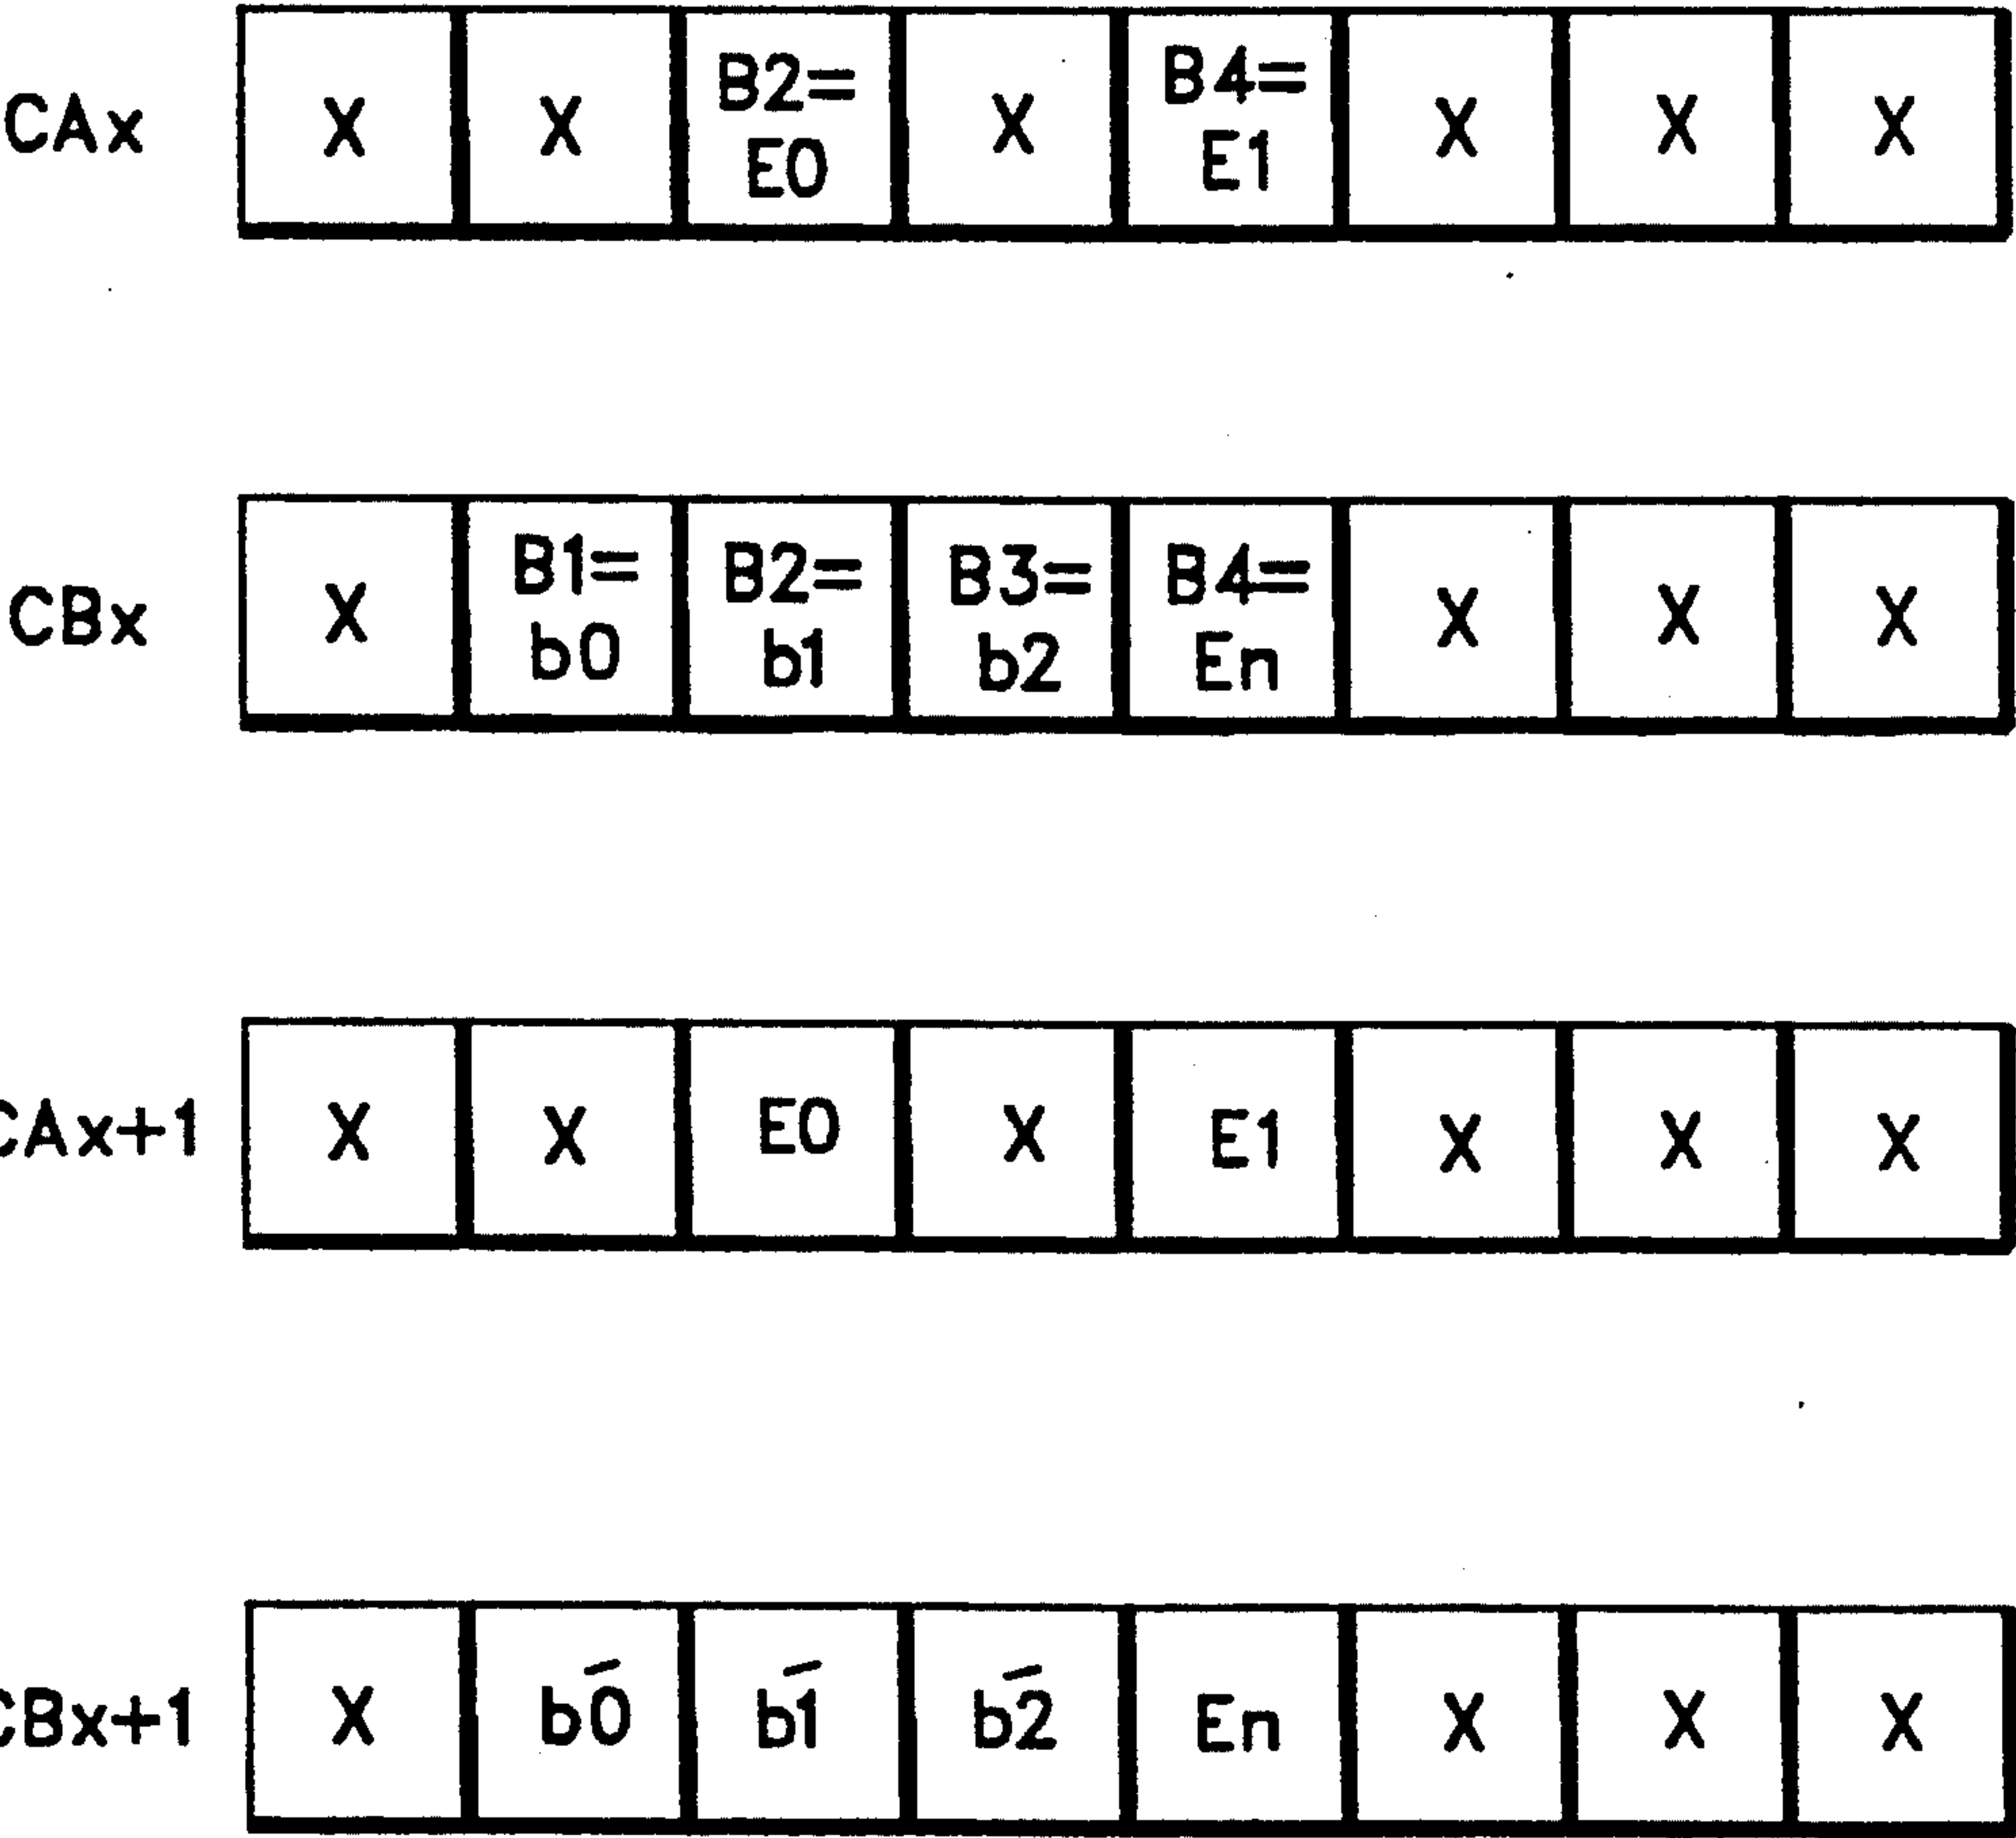 CAx X X B2= E0 X B4= E1 X X X
CBx X B1= b0 B2= b1 B3= b2 B4= En X X X
CAx+1 X X E0 X E1 X X X
CBx+1 X b0́ b1́ b2́ En X X X